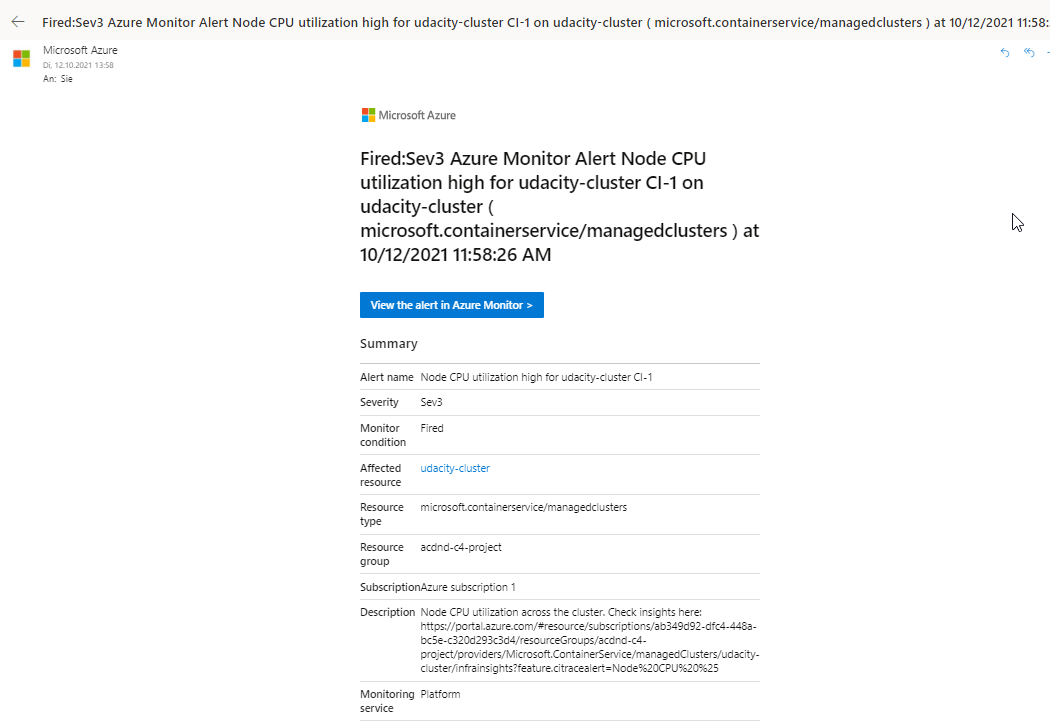 Fired:Sev3 Azure Monitor Alert Node CPU utilization high for udacity-cluster CI-1 on udacity-cluster ( microsoft.containerservice/managedclusters ) at 10/12/2021 11:58:
Microsoft Azure
Di, 12.10.2021 13:58
An: Sie
Microsoft Azure
Fired:Sev3 Azure Monitor Alert Node CPU
utilization high for udacity-cluster CI-1 on
udacity-cluster (
microsoft.containerservice/managedclusters ) at
10/12/2021 11:58:26 AM
View the alert in Azure Monitor >
Summary
Alert name Node CPU utilization high for udacity-cluster CI-1
Severity Sev3
Monitor condition Fired
Affected resource udacity-cluster
Resource type microsoft.containerservice/managedclusters
Resource group acdnd-c4-project
Subscription Azure subscription 1
Description Node CPU utilization across the cluster. Check insights here:
https://portal.azure.com/#resource/subscriptions/ab349d92-dfc4-448a-
bc5e-c320d293c3d4/resourceGroups/acdnd-c4-
project/providers/Microsoft.ContainerService/managedClusters/udacity-
cluster/infrainsights?feature.citracealert=Node%20CPU%20%25
Monitoring service Platform